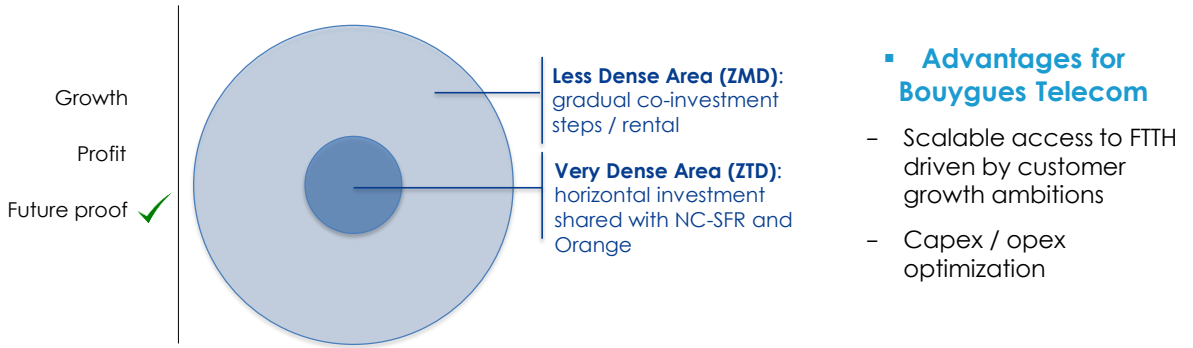 Growth
Profit
Future proof
Less Dense Area (ZMD):
gradual co-investment
steps / rental
Very Dense Area (ZTD):
horizontal investment
shared with NC-SFR and
Orange
▪ Advantages for
Bouygues Telecom
- Scalable access to FTTH
driven by customer
growth ambitions
- Capex / opex
optimization